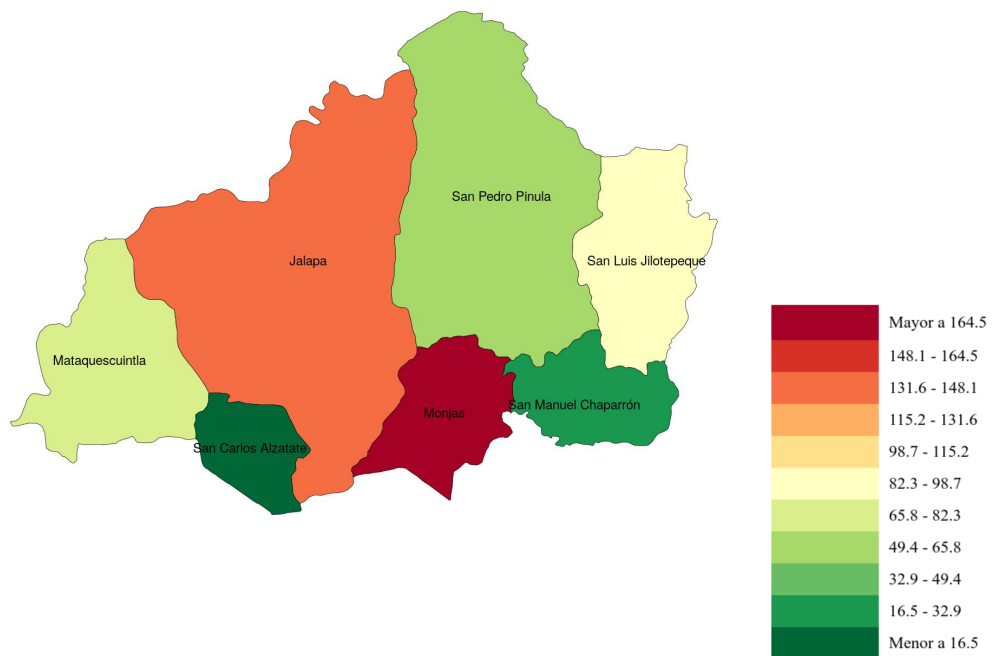 San Pedro Pinula
Jalapa
San Luis Jilotepeque
Mataquescuintla
Monjas
San Manuel Chaparrón
San Carlos Alzatate
Mayor a 164.5
148.1 - 164.5
131.6 - 148.1
115.2 - 131.6
98.7 - 115.2
82.3 - 98.7
65.8 - 82.3
49.4 - 65.8
32.9 - 49.4
16.5 - 32.9
Menor a 16.5